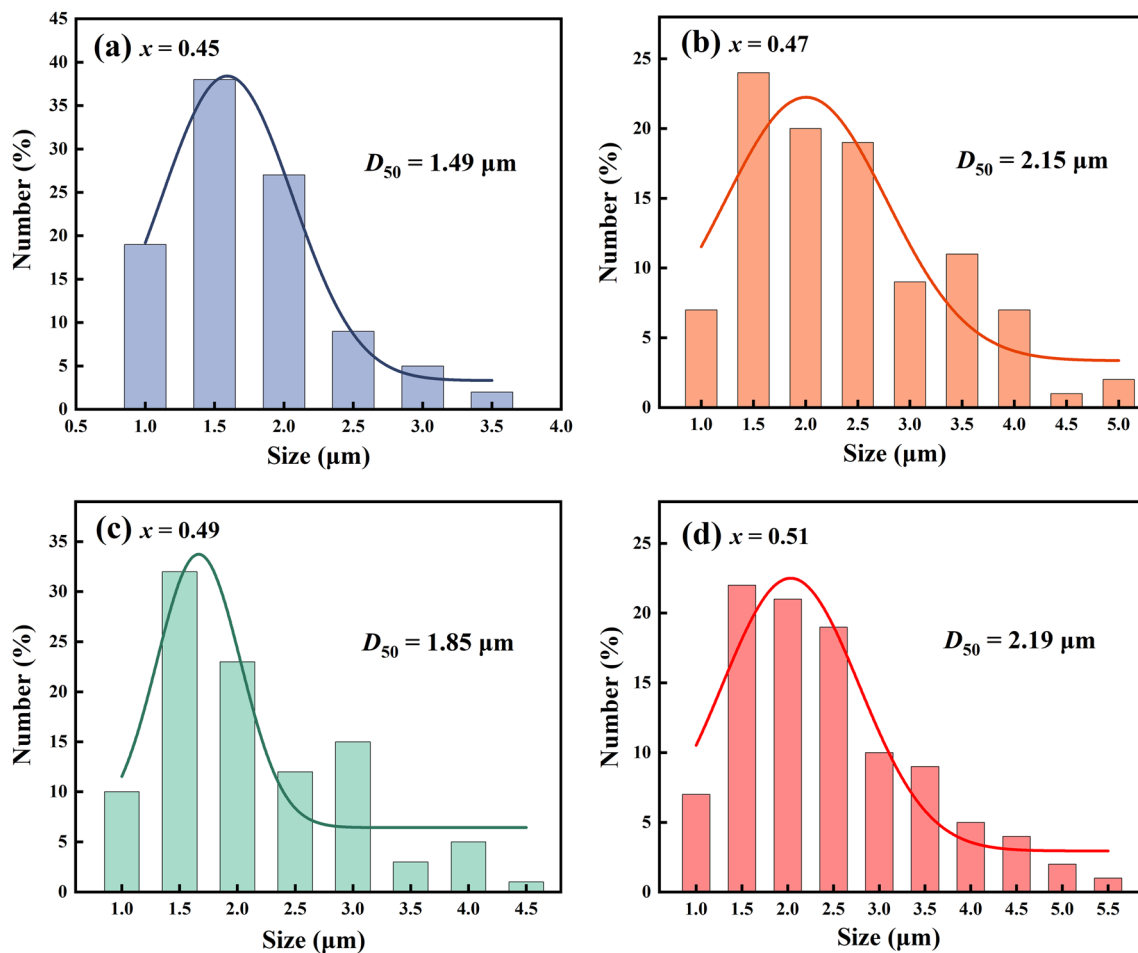 (a) x = 0.45
D50 = 1.49 µm
Number (%)
45
40
35
30
25
20
15
10
5
0
0.5 1.0 1.5 2.0 2.5 3.0 3.5 4.0
Size (µm)
(b) x = 0.47
D50 = 2.15 µm
Number (%)
25
20
15
10
5
0
1.0 1.5 2.0 2.5 3.0 3.5 4.0 4.5 5.0
Size (µm)
(c) x = 0.49
D50 = 1.85 µm
Number (%)
35
30
25
20
15
10
5
0
1.0 1.5 2.0 2.5 3.0 3.5 4.0 4.5
Size (µm)
(d) x = 0.51
D50 = 2.19 µm
Number (%)
25
20
15
10
5
0
1.0 1.5 2.0 2.5 3.0 3.5 4.0 4.5 5.0 5.5
Size (µm)